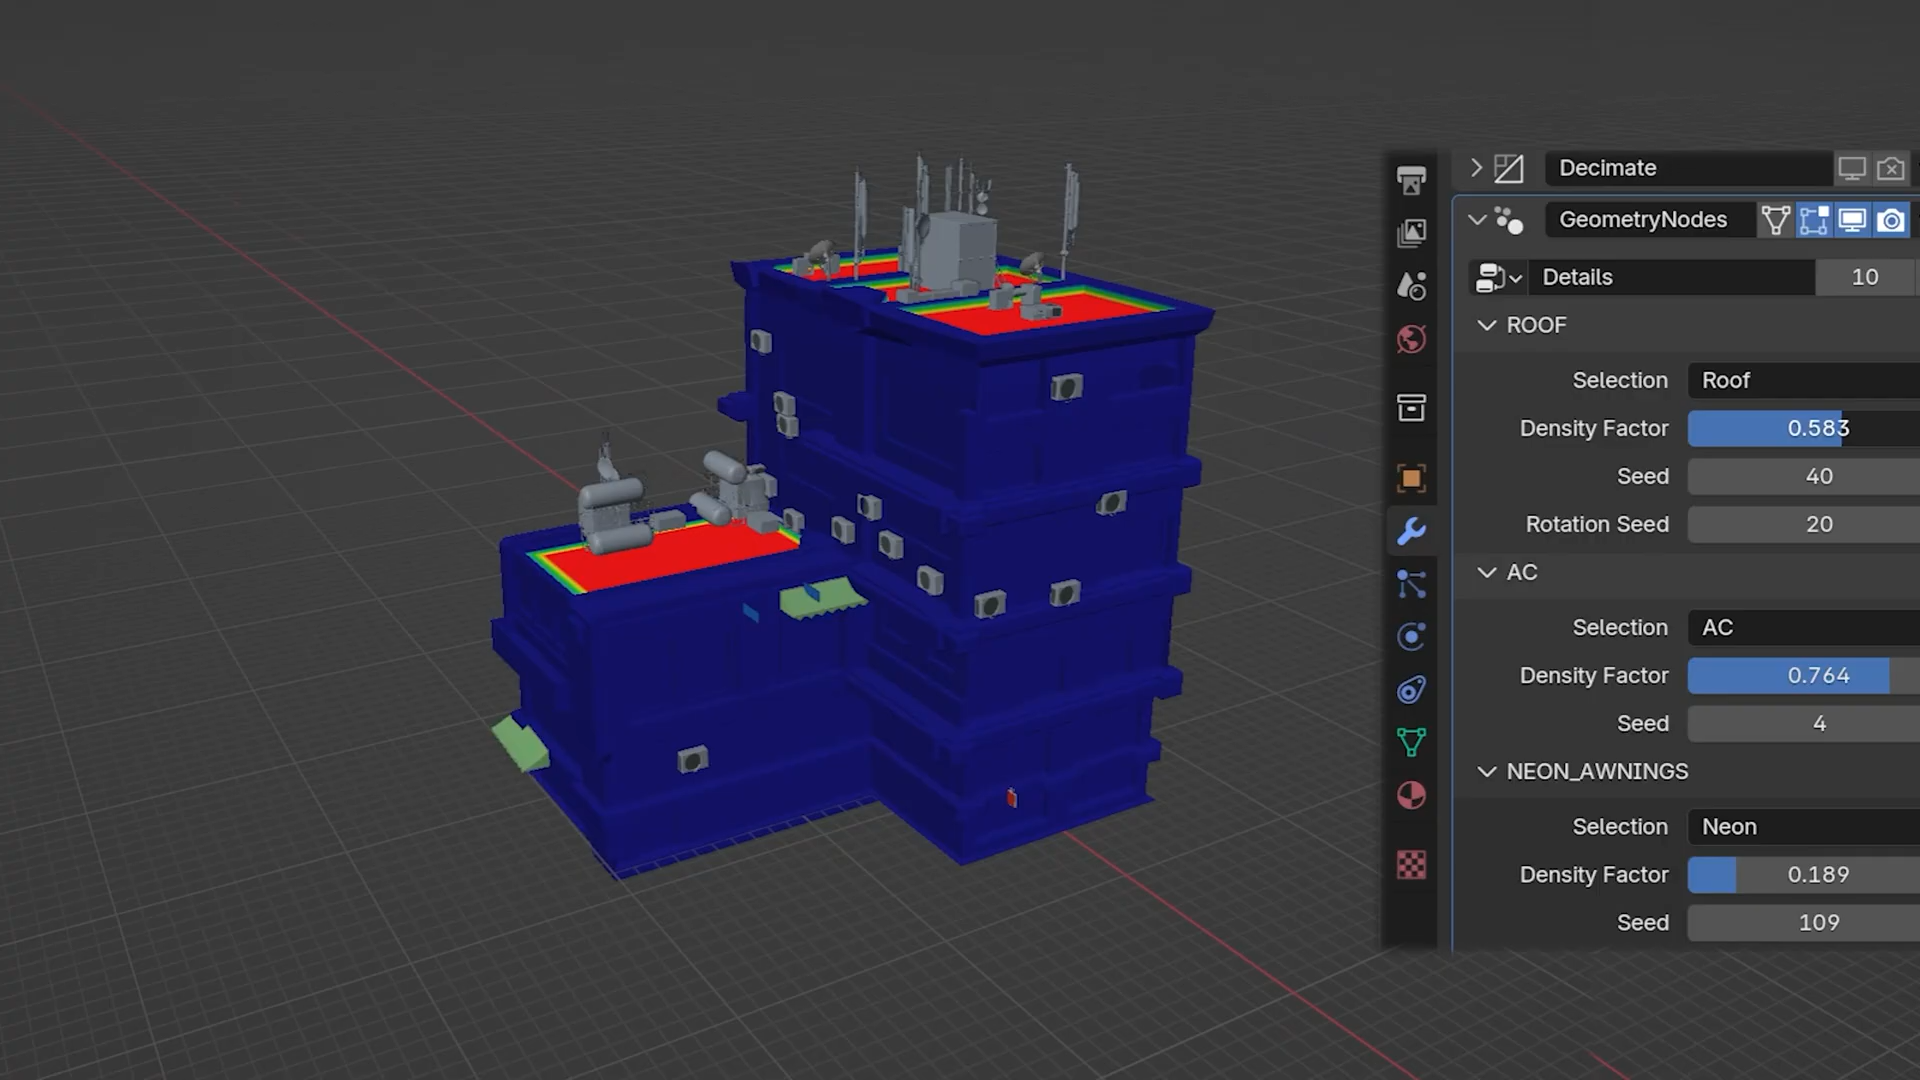 Decimate
GeometryNodes
Details 10
ROOF
Selection Roof
Density Factor 0.583
Seed 40
Rotation Seed 20
AC
Selection AC
Density Factor 0.764
Seed 4
NEON_AWNINGS
Selection Neon
Density Factor 0.189
Seed 109